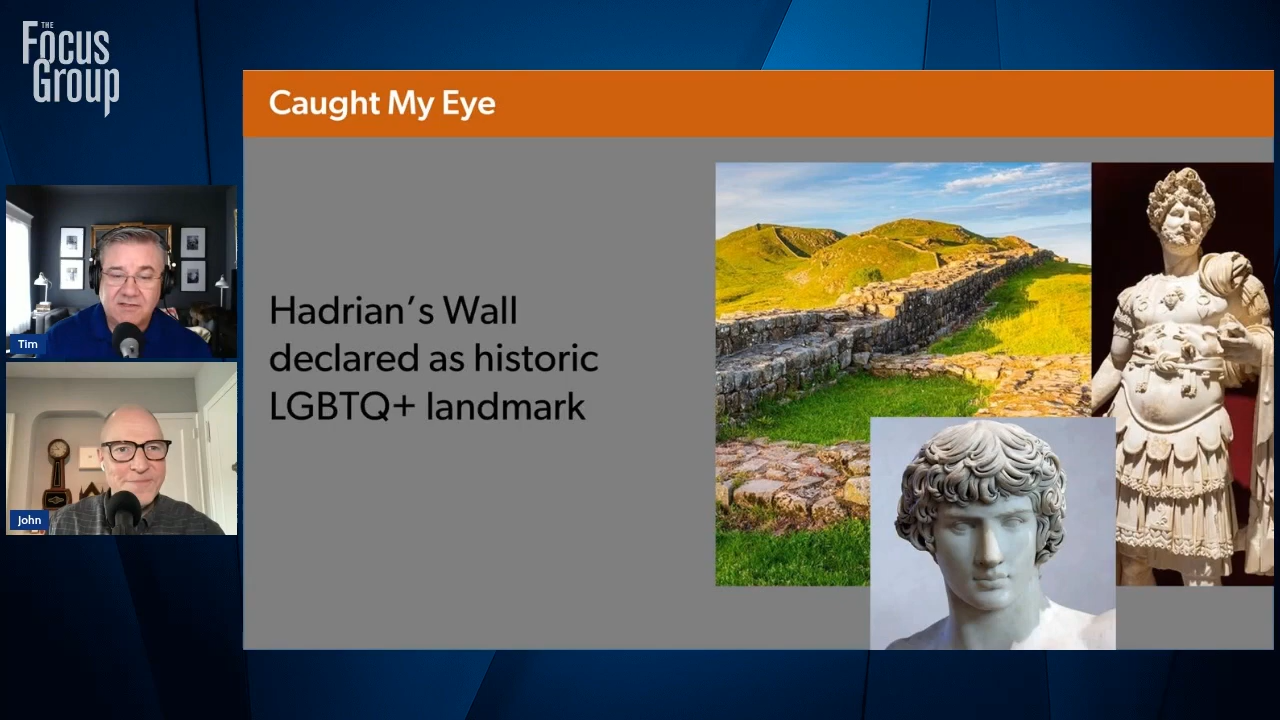 THE
Focus
Group
Caught My Eye
Hadrian’s Wall
declared as historic
LGBTQ+ landmark
Tim
John